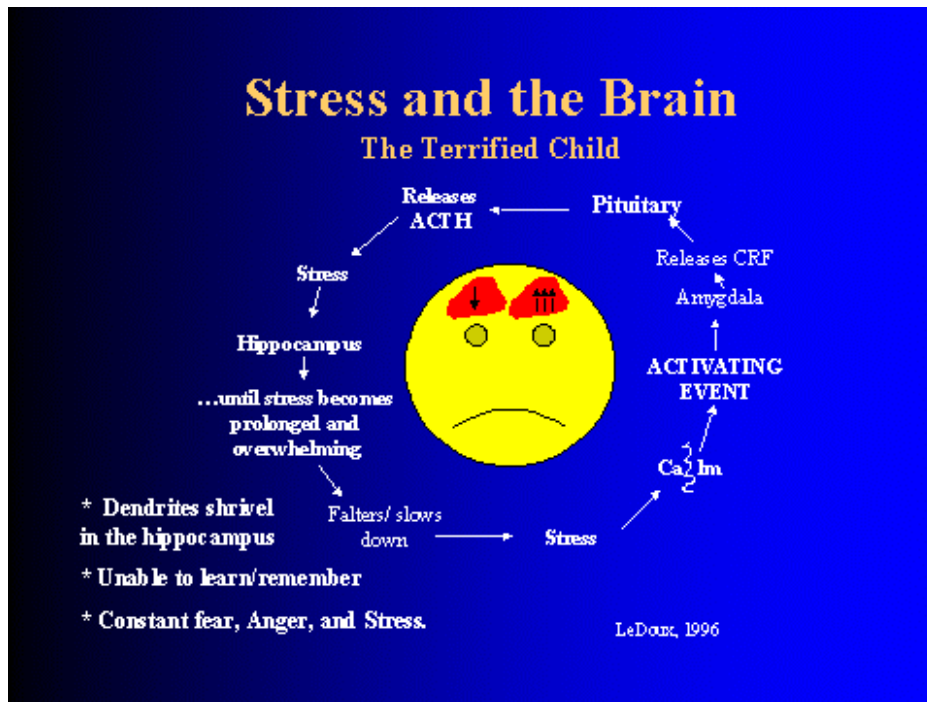 Stress and the Brain
The Terrified Child
Releases
ACTH
Pituitary
Releases CRF
Amygdala
ACTIVATING
EVENT
Calm
Stress
Hippocampus
…until stress becomes
prolonged and
overwhelming
Falters/ slows
down
Stress
* Dendrites shrivel
in the hippocampus
* Unable to learn/remember
* Constant fear, Anger, and Stress.
LeDoux, 1996